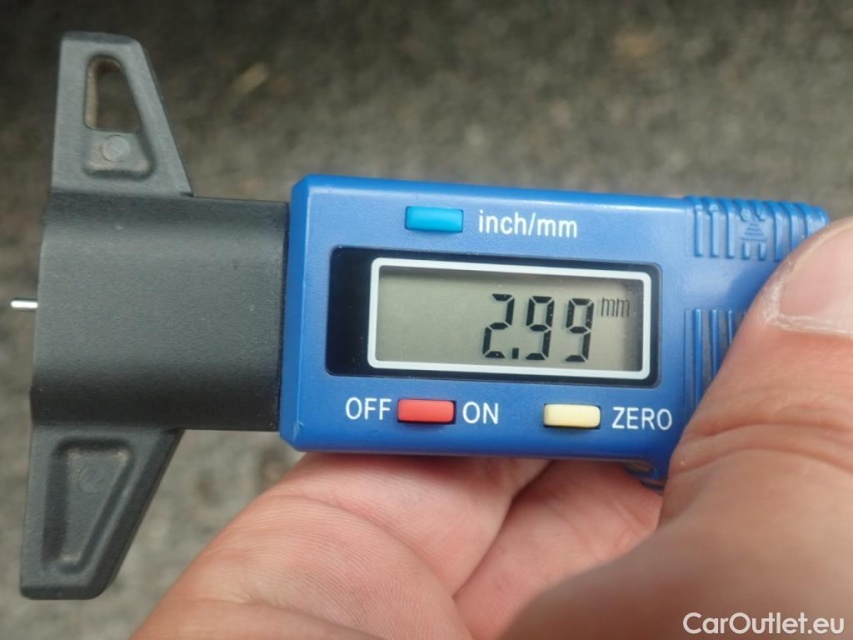 inch/mm
2.99 mm
OFF ON ZERO
CarOutlet.eu